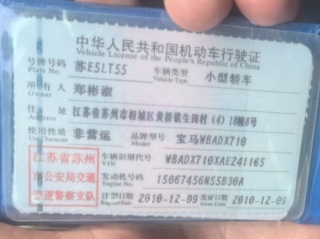 中华人民共和国机动车行驶证
Vehicle License of the People's Republic of China
号牌号码 苏E5LT55 车辆类型 小型轿车
Plate No. Vehicle Type
所有人 郑彬淑
Owner
住址 江苏省苏州市相城区黄桥镇生田村(4)18幢8号
Address
使用性质 非营运 品牌型号 宝马WBADX710
Use Character Model
江苏省苏州 车辆识别代号 WBADX710XAE241165
市公安局交通 VIN
巡逻警察支队 发动机号码 15067456N55B30A
Engine No.
注册日期 2010-12-09 发证日期 2010-12-09
Register Date Issue Date